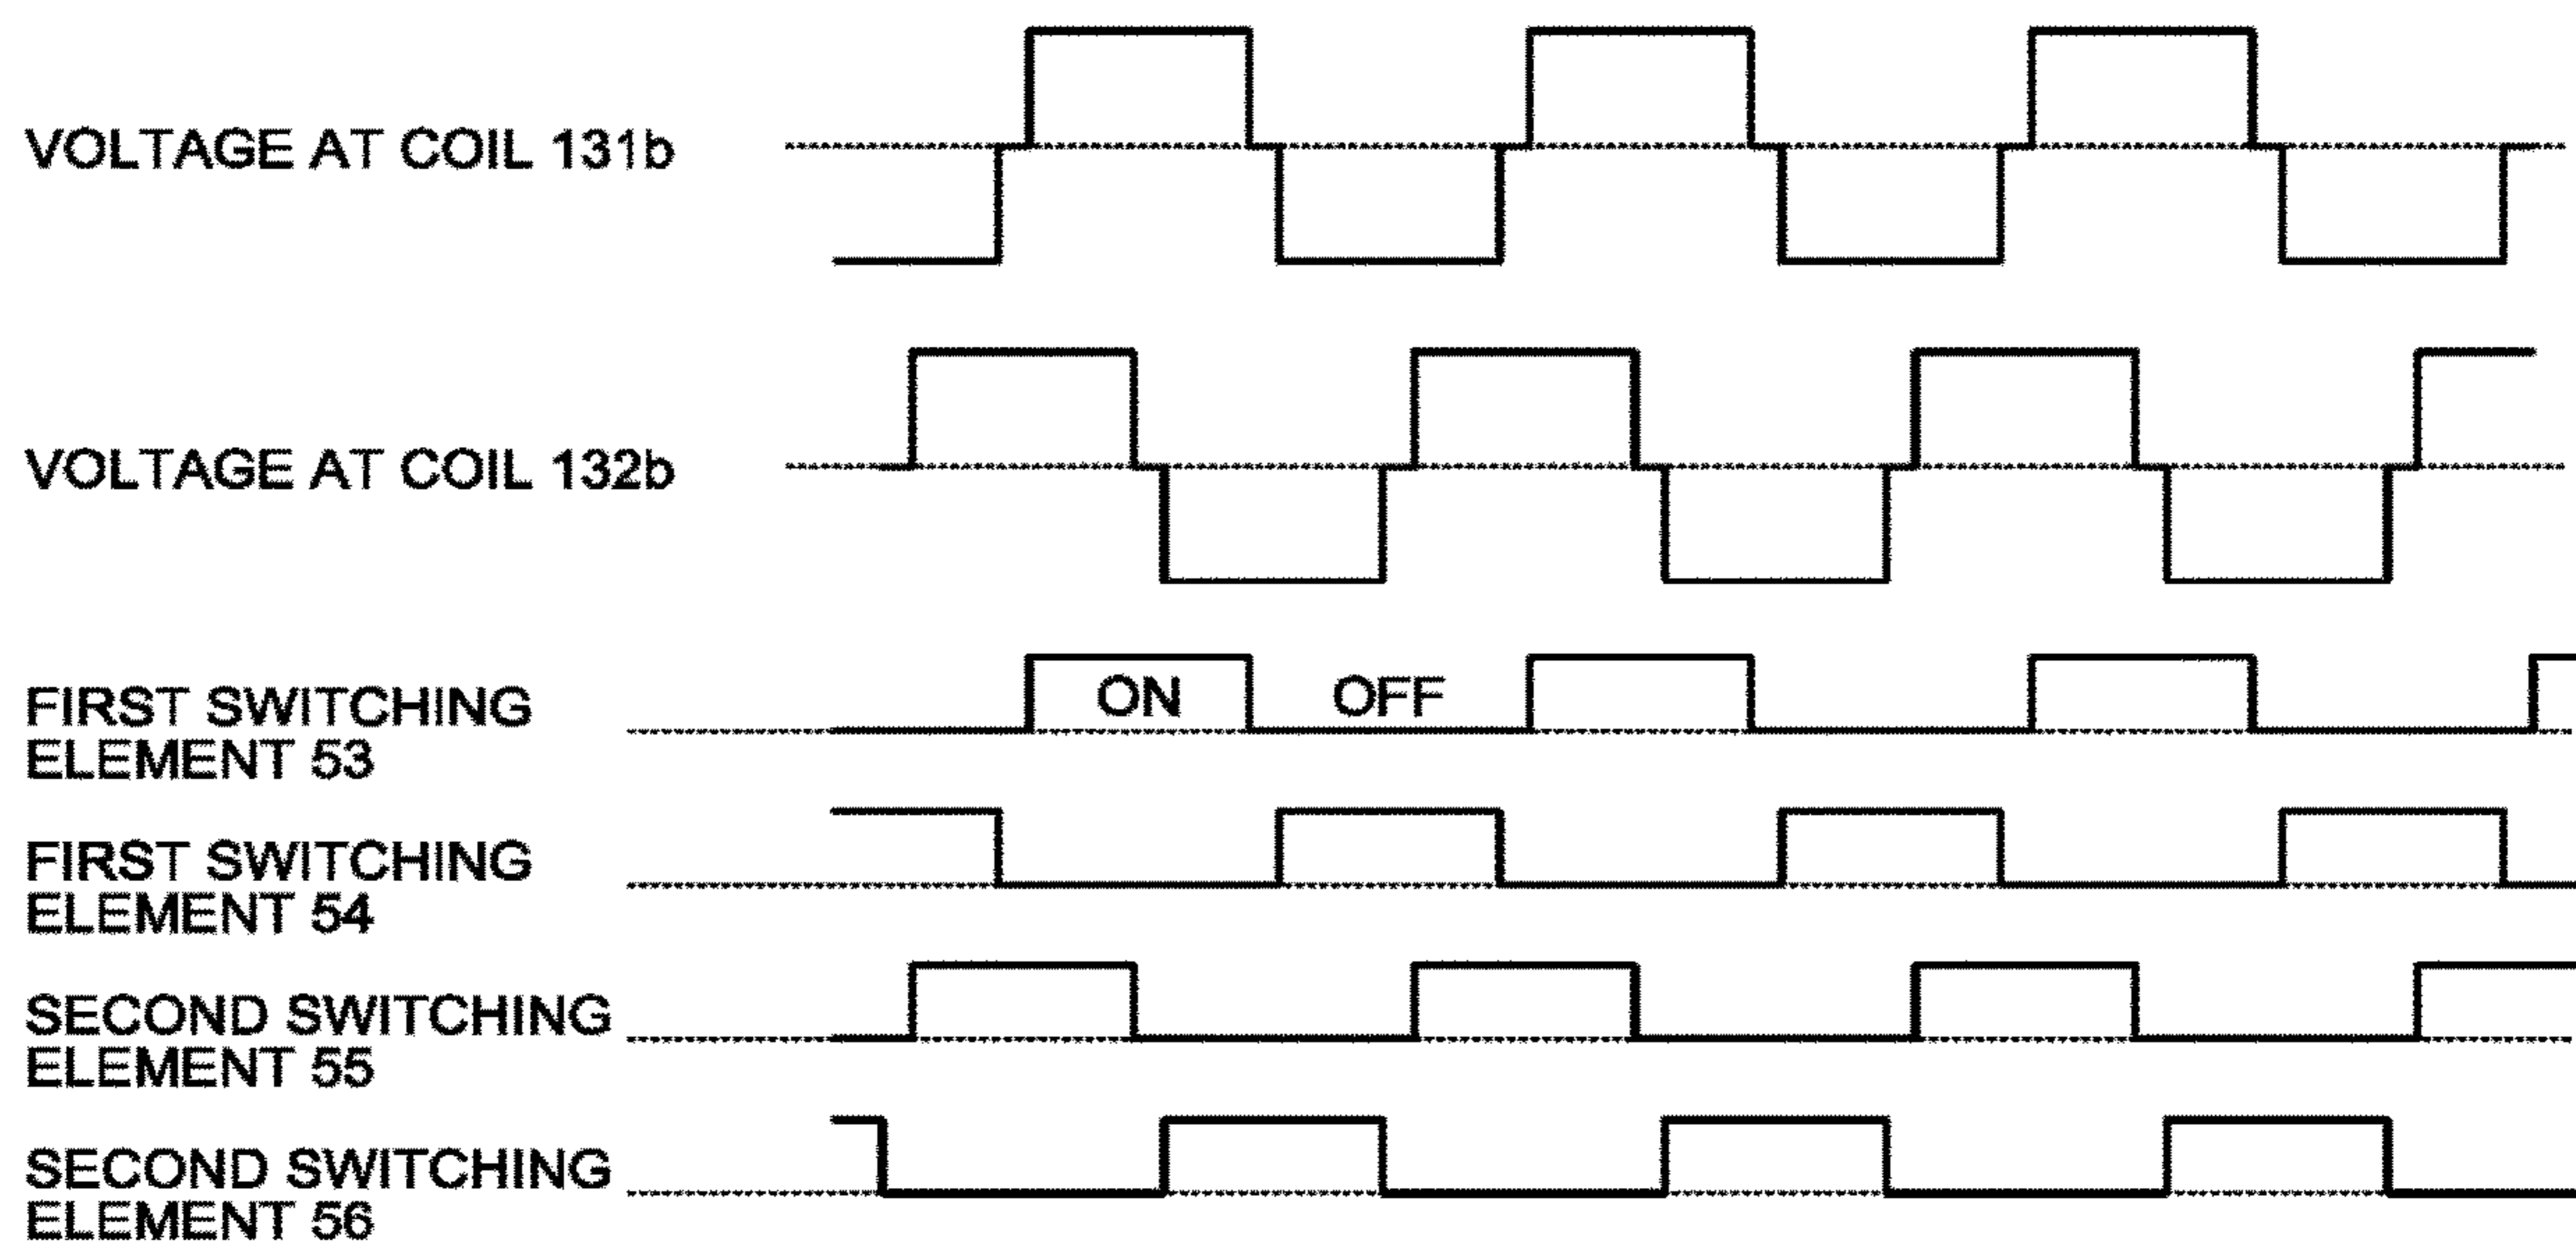 VOLTAGE AT COIL 131b
VOLTAGE AT COIL 132b
FIRST SWITCHING
ELEMENT 53
ON OFF
FIRST SWITCHING
ELEMENT 54
SECOND SWITCHING
ELEMENT 55
SECOND SWITCHING
ELEMENT 56